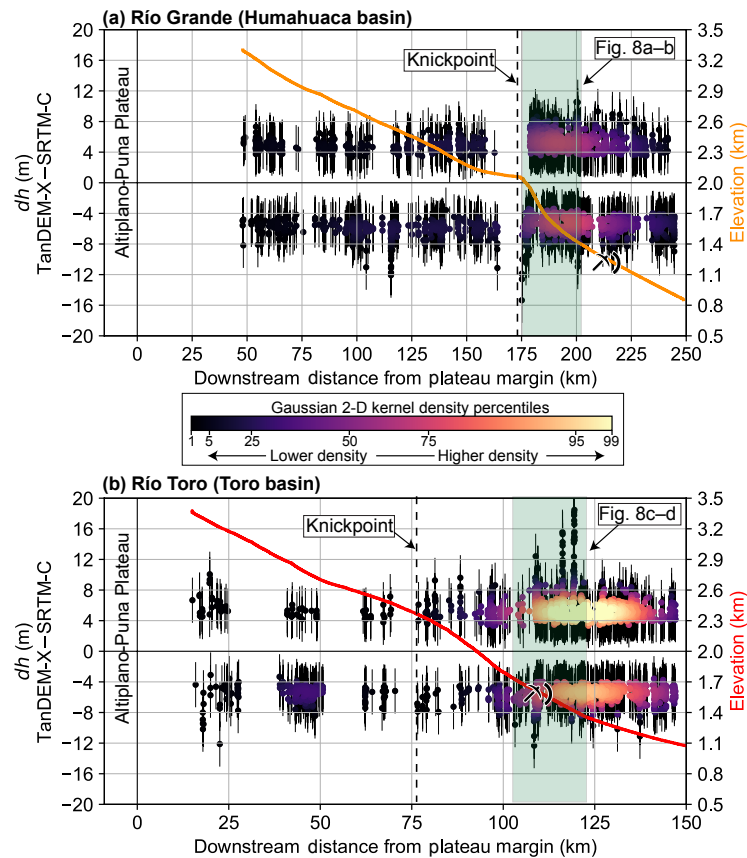 (a) Río Grande (Humahuaca basin)
20
16
12
8
4
0
−4
−8
−12
−16
−20
dh (m)
TanDEM-X−SRTM-C
Altiplano-Puna Plateau
Knickpoint
Fig. 8a–b
3.5
3.2
2.9
2.6
2.3
2.0
1.7
1.4
1.1
0.8
0.5
Elevation (km)
0 25 50 75 100 125 150 175 200 225 250
Downstream distance from plateau margin (km)
Gaussian 2-D kernel density percentiles
1 5 25 50 75 95 99
Lower density Higher density
(b) Río Toro (Toro basin)
20
16
12
8
4
0
−4
−8
−12
−16
−20
dh (m)
TanDEM-X−SRTM-C
Altiplano-Puna Plateau
Knickpoint
Fig. 8c–d
3.5
3.2
2.9
2.6
2.3
2.0
1.7
1.4
1.1
0.8
0.5
Elevation (km)
0 25 50 75 100 125 150
Downstream distance from plateau margin (km)